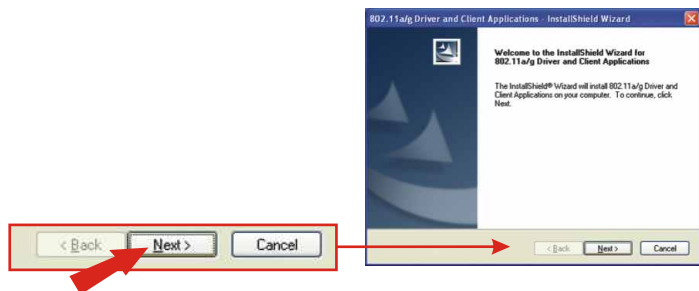 802.11a/g Driver and Client Applications - InstallShield Wizard
Welcome to the InstallShield Wizard for
802.11a/g Driver and Client Applications
The InstallShield® Wizard will install 802.11a/g Driver and
Client Applications on your computer. To continue, click
Next.
< Back Next > Cancel
< Back Next > Cancel